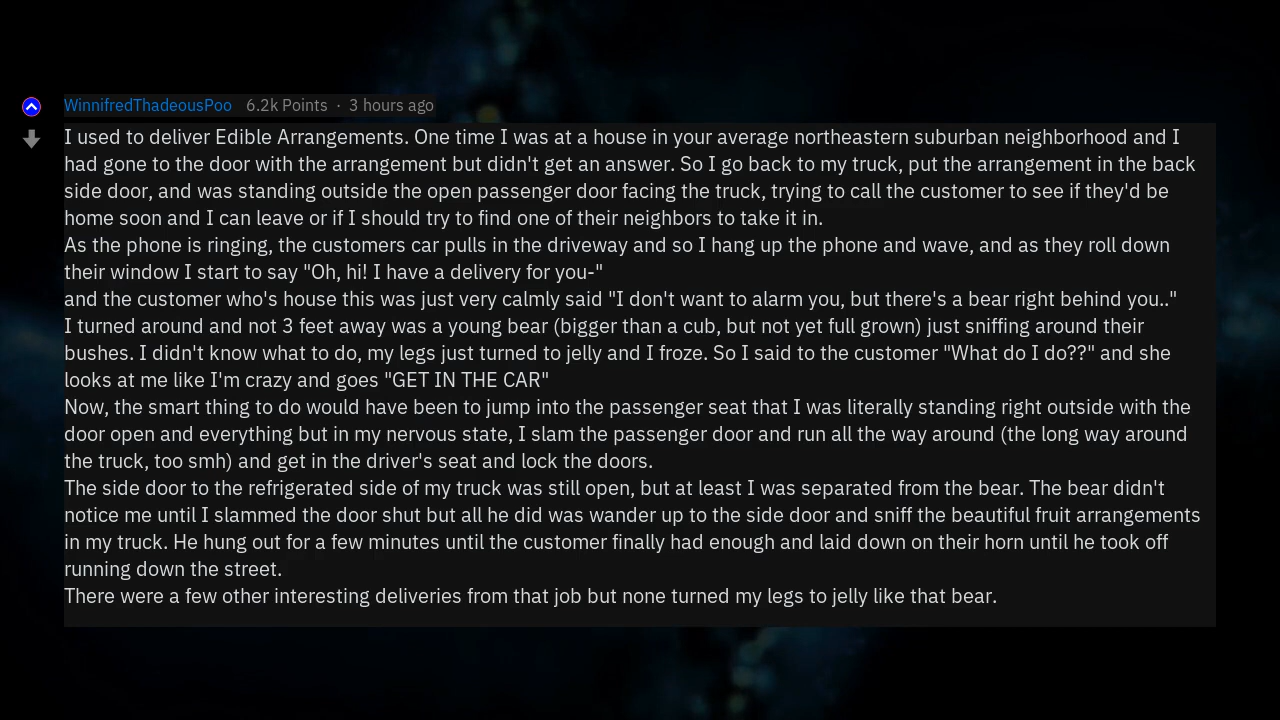 WinnifredThadeousPoo 6.2k Points · 3 hours ago
I used to deliver Edible Arrangements. One time I was at a house in your average northeastern suburban neighborhood and I
had gone to the door with the arrangement but didn't get an answer. So I go back to my truck, put the arrangement in the back
side door, and was standing outside the open passenger door facing the truck, trying to call the customer to see if they'd be
home soon and I can leave or if I should try to find one of their neighbors to take it in.
As the phone is ringing, the customers car pulls in the driveway and so I hang up the phone and wave, and as they roll down
their window I start to say "Oh, hi! I have a delivery for you-"
and the customer who's house this was just very calmly said "I don't want to alarm you, but there's a bear right behind you.."
I turned around and not 3 feet away was a young bear (bigger than a cub, but not yet full grown) just sniffing around their
bushes. I didn't know what to do, my legs just turned to jelly and I froze. So I said to the customer "What do I do??" and she
looks at me like I'm crazy and goes "GET IN THE CAR"
Now, the smart thing to do would have been to jump into the passenger seat that I was literally standing right outside with the
door open and everything but in my nervous state, I slam the passenger door and run all the way around (the long way around
the truck, too smh) and get in the driver's seat and lock the doors.
The side door to the refrigerated side of my truck was still open, but at least I was separated from the bear. The bear didn't
notice me until I slammed the door shut but all he did was wander up to the side door and sniff the beautiful fruit arrangements
in my truck. He hung out for a few minutes until the customer finally had enough and laid down on their horn until he took off
running down the street.
There were a few other interesting deliveries from that job but none turned my legs to jelly like that bear.